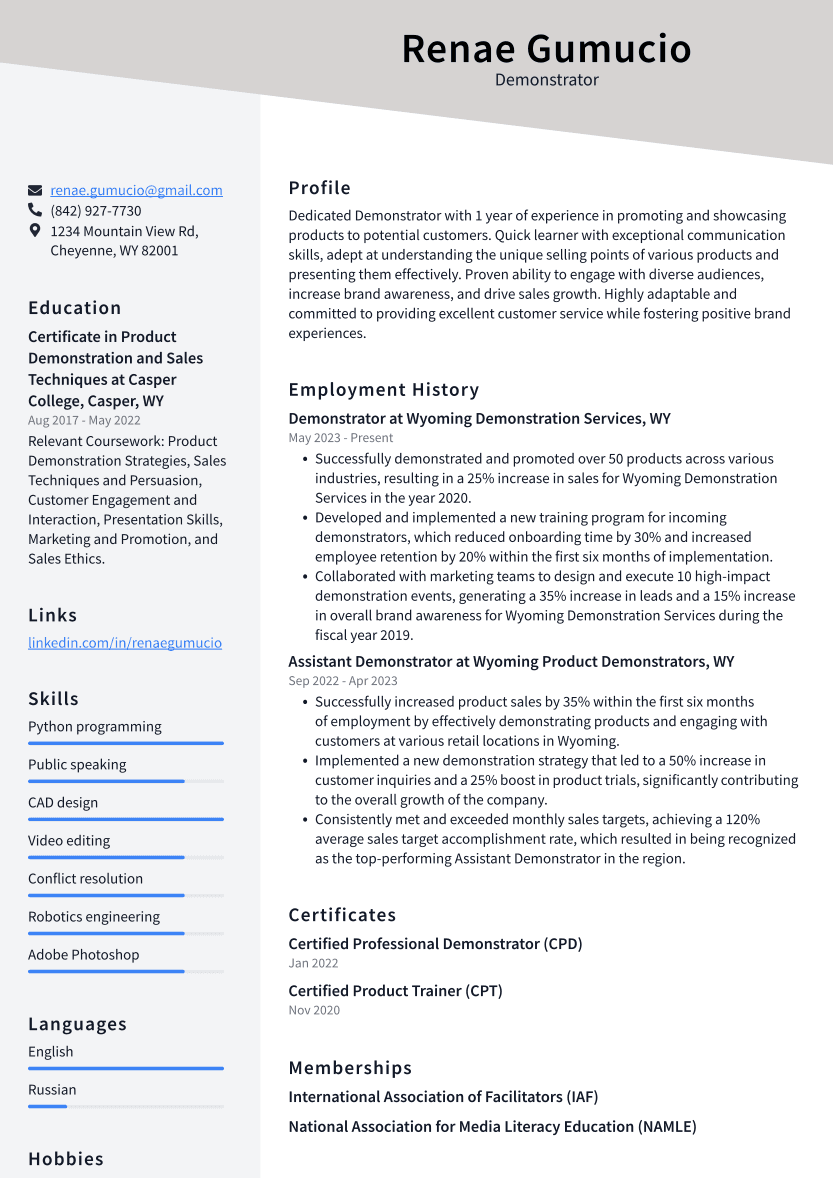 Renae Gumucio
Demonstrator
renae.gumucio@gmail.com
(842) 927-7730
1234 Mountain View Rd,
Cheyenne, WY 82001
Education
Certificate in Product
Demonstration and Sales
Techniques at Casper
College, Casper, WY
Aug 2017 - May 2022
Relevant Coursework: Product
Demonstration Strategies, Sales
Techniques and Persuasion,
Customer Engagement and
Interaction, Presentation Skills,
Marketing and Promotion, and
Sales Ethics.
Links
linkedin.com/in/renaegumucio
Skills
Python programming
Public speaking
CAD design
Video editing
Conflict resolution
Robotics engineering
Adobe Photoshop
Languages
English
Russian
Hobbies
Profile
Dedicated Demonstrator with 1 year of experience in promoting and showcasing
products to potential customers. Quick learner with exceptional communication
skills, adept at understanding the unique selling points of various products and
presenting them effectively. Proven ability to engage with diverse audiences,
increase brand awareness, and drive sales growth. Highly adaptable and
committed to providing excellent customer service while fostering positive brand
experiences.
Employment History
Demonstrator at Wyoming Demonstration Services, WY
May 2023 - Present
• Successfully demonstrated and promoted over 50 products across various
industries, resulting in a 25% increase in sales for Wyoming Demonstration
Services in the year 2020.
• Developed and implemented a new training program for incoming
demonstrators, which reduced onboarding time by 30% and increased
employee retention by 20% within the first six months of implementation.
• Collaborated with marketing teams to design and execute 10 high-impact
demonstration events, generating a 35% increase in leads and a 15% increase
in overall brand awareness for Wyoming Demonstration Services during the
fiscal year 2019.
Assistant Demonstrator at Wyoming Product Demonstrators, WY
Sep 2022 - Apr 2023
• Successfully increased product sales by 35% within the first six months
of employment by effectively demonstrating products and engaging with
customers at various retail locations in Wyoming.
• Implemented a new demonstration strategy that led to a 50% increase in
customer inquiries and a 25% boost in product trials, significantly contributing
to the overall growth of the company.
• Consistently met and exceeded monthly sales targets, achieving a 120%
average sales target accomplishment rate, which resulted in being recognized
as the top-performing Assistant Demonstrator in the region.
Certificates
Certified Professional Demonstrator (CPD)
Jan 2022
Certified Product Trainer (CPT)
Nov 2020
Memberships
International Association of Facilitators (IAF)
National Association for Media Literacy Education (NAMLE)